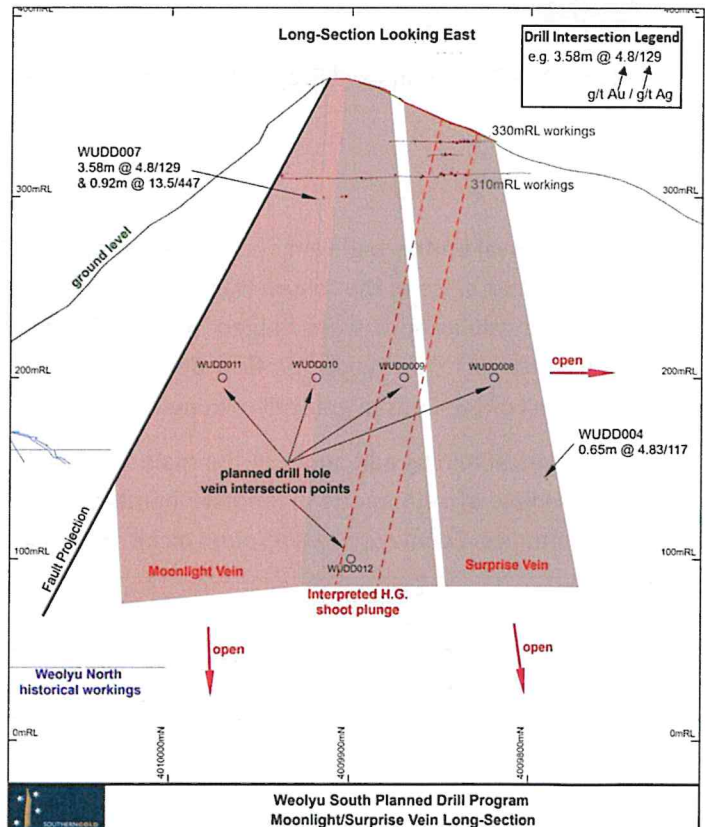 400mRL
400mRL
Long-Section Looking East
Drill Intersection Legend
e.g. 3.58m @ 4.8/129
g/t Au / g/t Ag
330mRL workings
WUDD007
3.58m @ 4.8/129
& 0.92m @ 13.5/447
310mRL workings
300mRL
300mRL
ground level
WUDD011
WUDD010
WUDD009
WUDD008
open
200mRL
200mRL
WUDD004
0.65m @ 4.83/117
planned drill hole
vein intersection points
Fault Projection
100mRL
100mRL
Moonlight Vein
WUDD012
Surprise Vein
Interpreted H.G.
shoot plunge
open
open
Weolyu North
historical workings
0mRL
0mRL
4010000mN
4009900mN
4009800mN
SOUTHERNGOLD
Weolyu South Planned Drill Program
Moonlight/Surprise Vein Long-Section